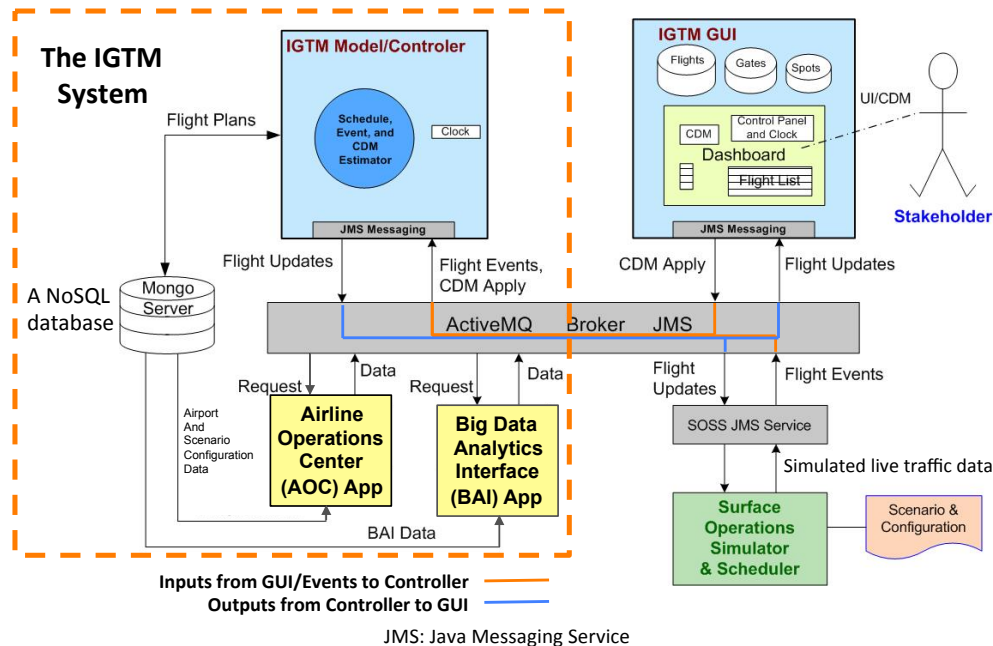 The IGTM
System
IGTM Model/Controler
Schedule,
Event, and
CDM
Estimator
Clock
JMS Messaging
Flight Plans
IGTM GUI
Flights
Gates
Spots
CDM
Control Panel
and Clock
Dashboard
Flight List
JMS Messaging
UI/CDM
Stakeholder
Flight Updates
Flight Events,
CDM Apply
CDM Apply
Flight Updates
A NoSQL
database
Mongo
Server
ActiveMQ Broker JMS
Request
Data
Request
Data
Flight
Updates
Flight Events
Airport
And
Scenario
Configuration
Data
Airline
Operations
Center
(AOC) App
Big Data
Analytics
Interface
(BAI) App
SOSS JMS Service
Simulated live traffic data
Surface
Operations
Simulator
& Scheduler
Scenario &
Configuration
BAI Data
Inputs from GUI/Events to Controller
Outputs from Controller to GUI
JMS: Java Messaging Service